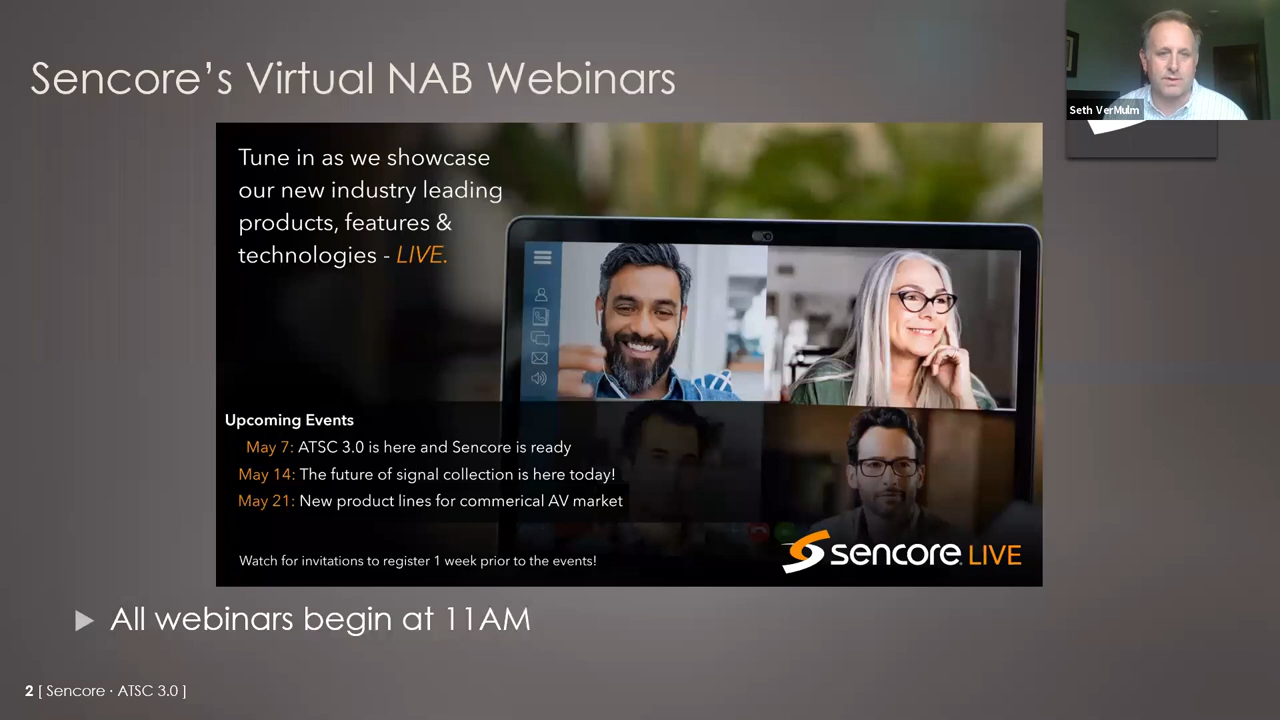 Sencore's Virtual NAB Webinars
Seth VerMulm
Tune in as we showcase
our new industry leading
products, features &
technologies - LIVE.
Upcoming Events
May 7: ATSC 3.0 is here and Sencore is ready
May 14: The future of signal collection is here today!
May 21: New product lines for commerical AV market
Watch for invitations to register 1 week prior to the events!
sencore LIVE
All webinars begin at 11AM
2 [ Sencore · ATSC 3.0 ]